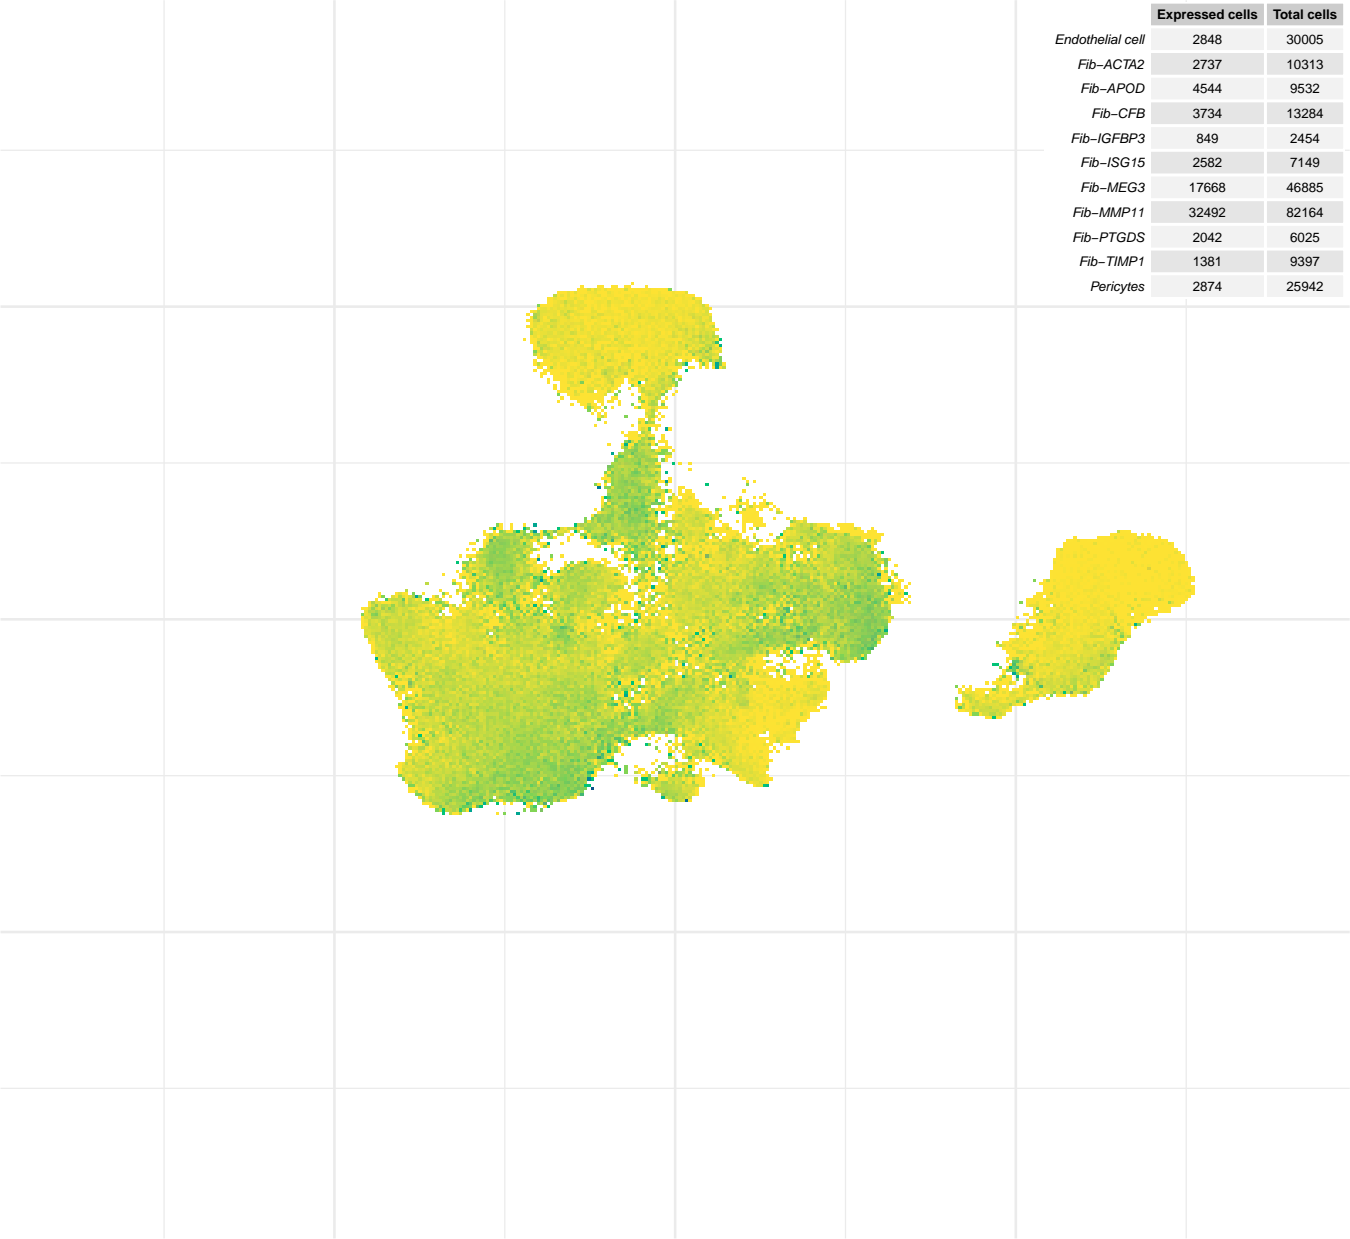 Expressed cells Total cells
Endothelial cell 2848 30005
Fib−ACTA2 2737 10313
Fib−APOD 4544 9532
Fib−CFB 3734 13284
Fib−IGFBP3 849 2454
Fib−ISG15 2582 7149
Fib−MEG3 17668 46885
Fib−MMP11 32492 82164
Fib−PTGDS 2042 6025
Fib−TIMP1 1381 9397
Pericytes 2874 25942